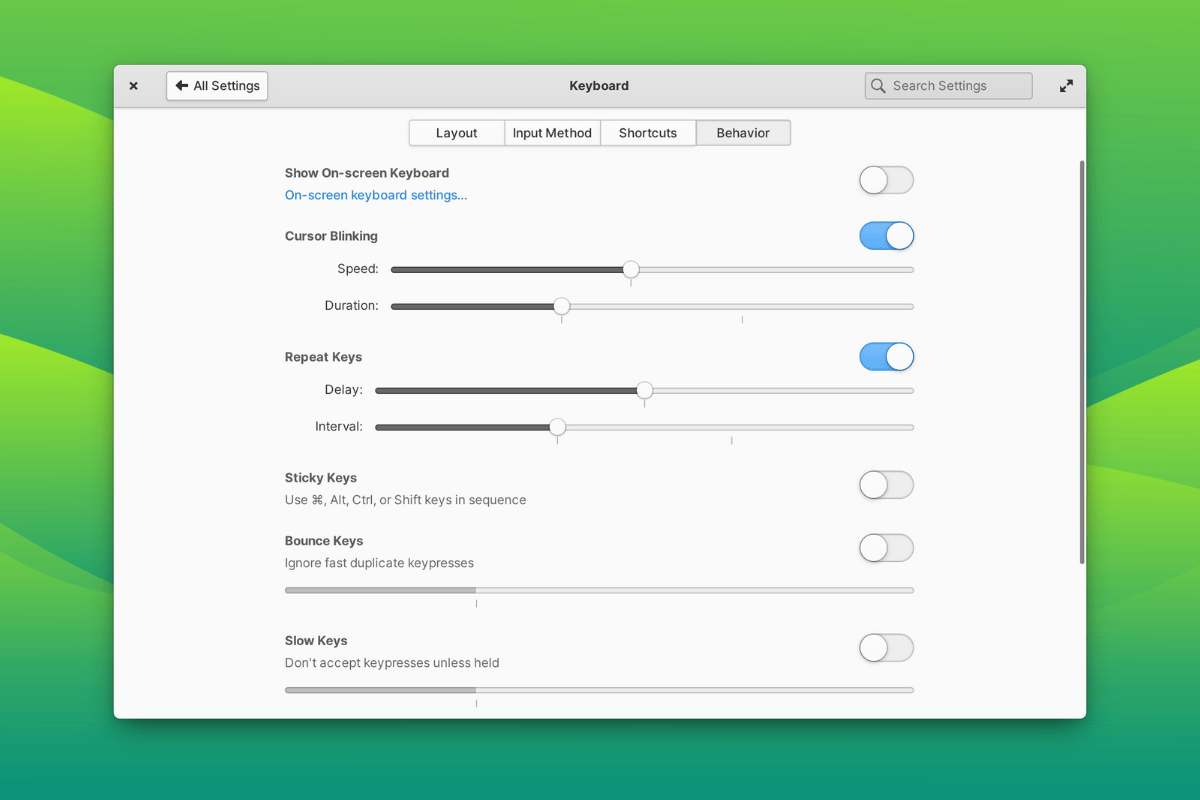 All Settings
Keyboard
Search Settings
Layout
Input Method
Shortcuts
Behavior
Show On-screen Keyboard
On-screen keyboard settings...
Cursor Blinking
Speed:
Duration:
Repeat Keys
Delay:
Interval:
Sticky Keys
Use ⌘, Alt, Ctrl, or Shift keys in sequence
Bounce Keys
Ignore fast duplicate keypresses
Slow Keys
Don't accept keypresses unless held